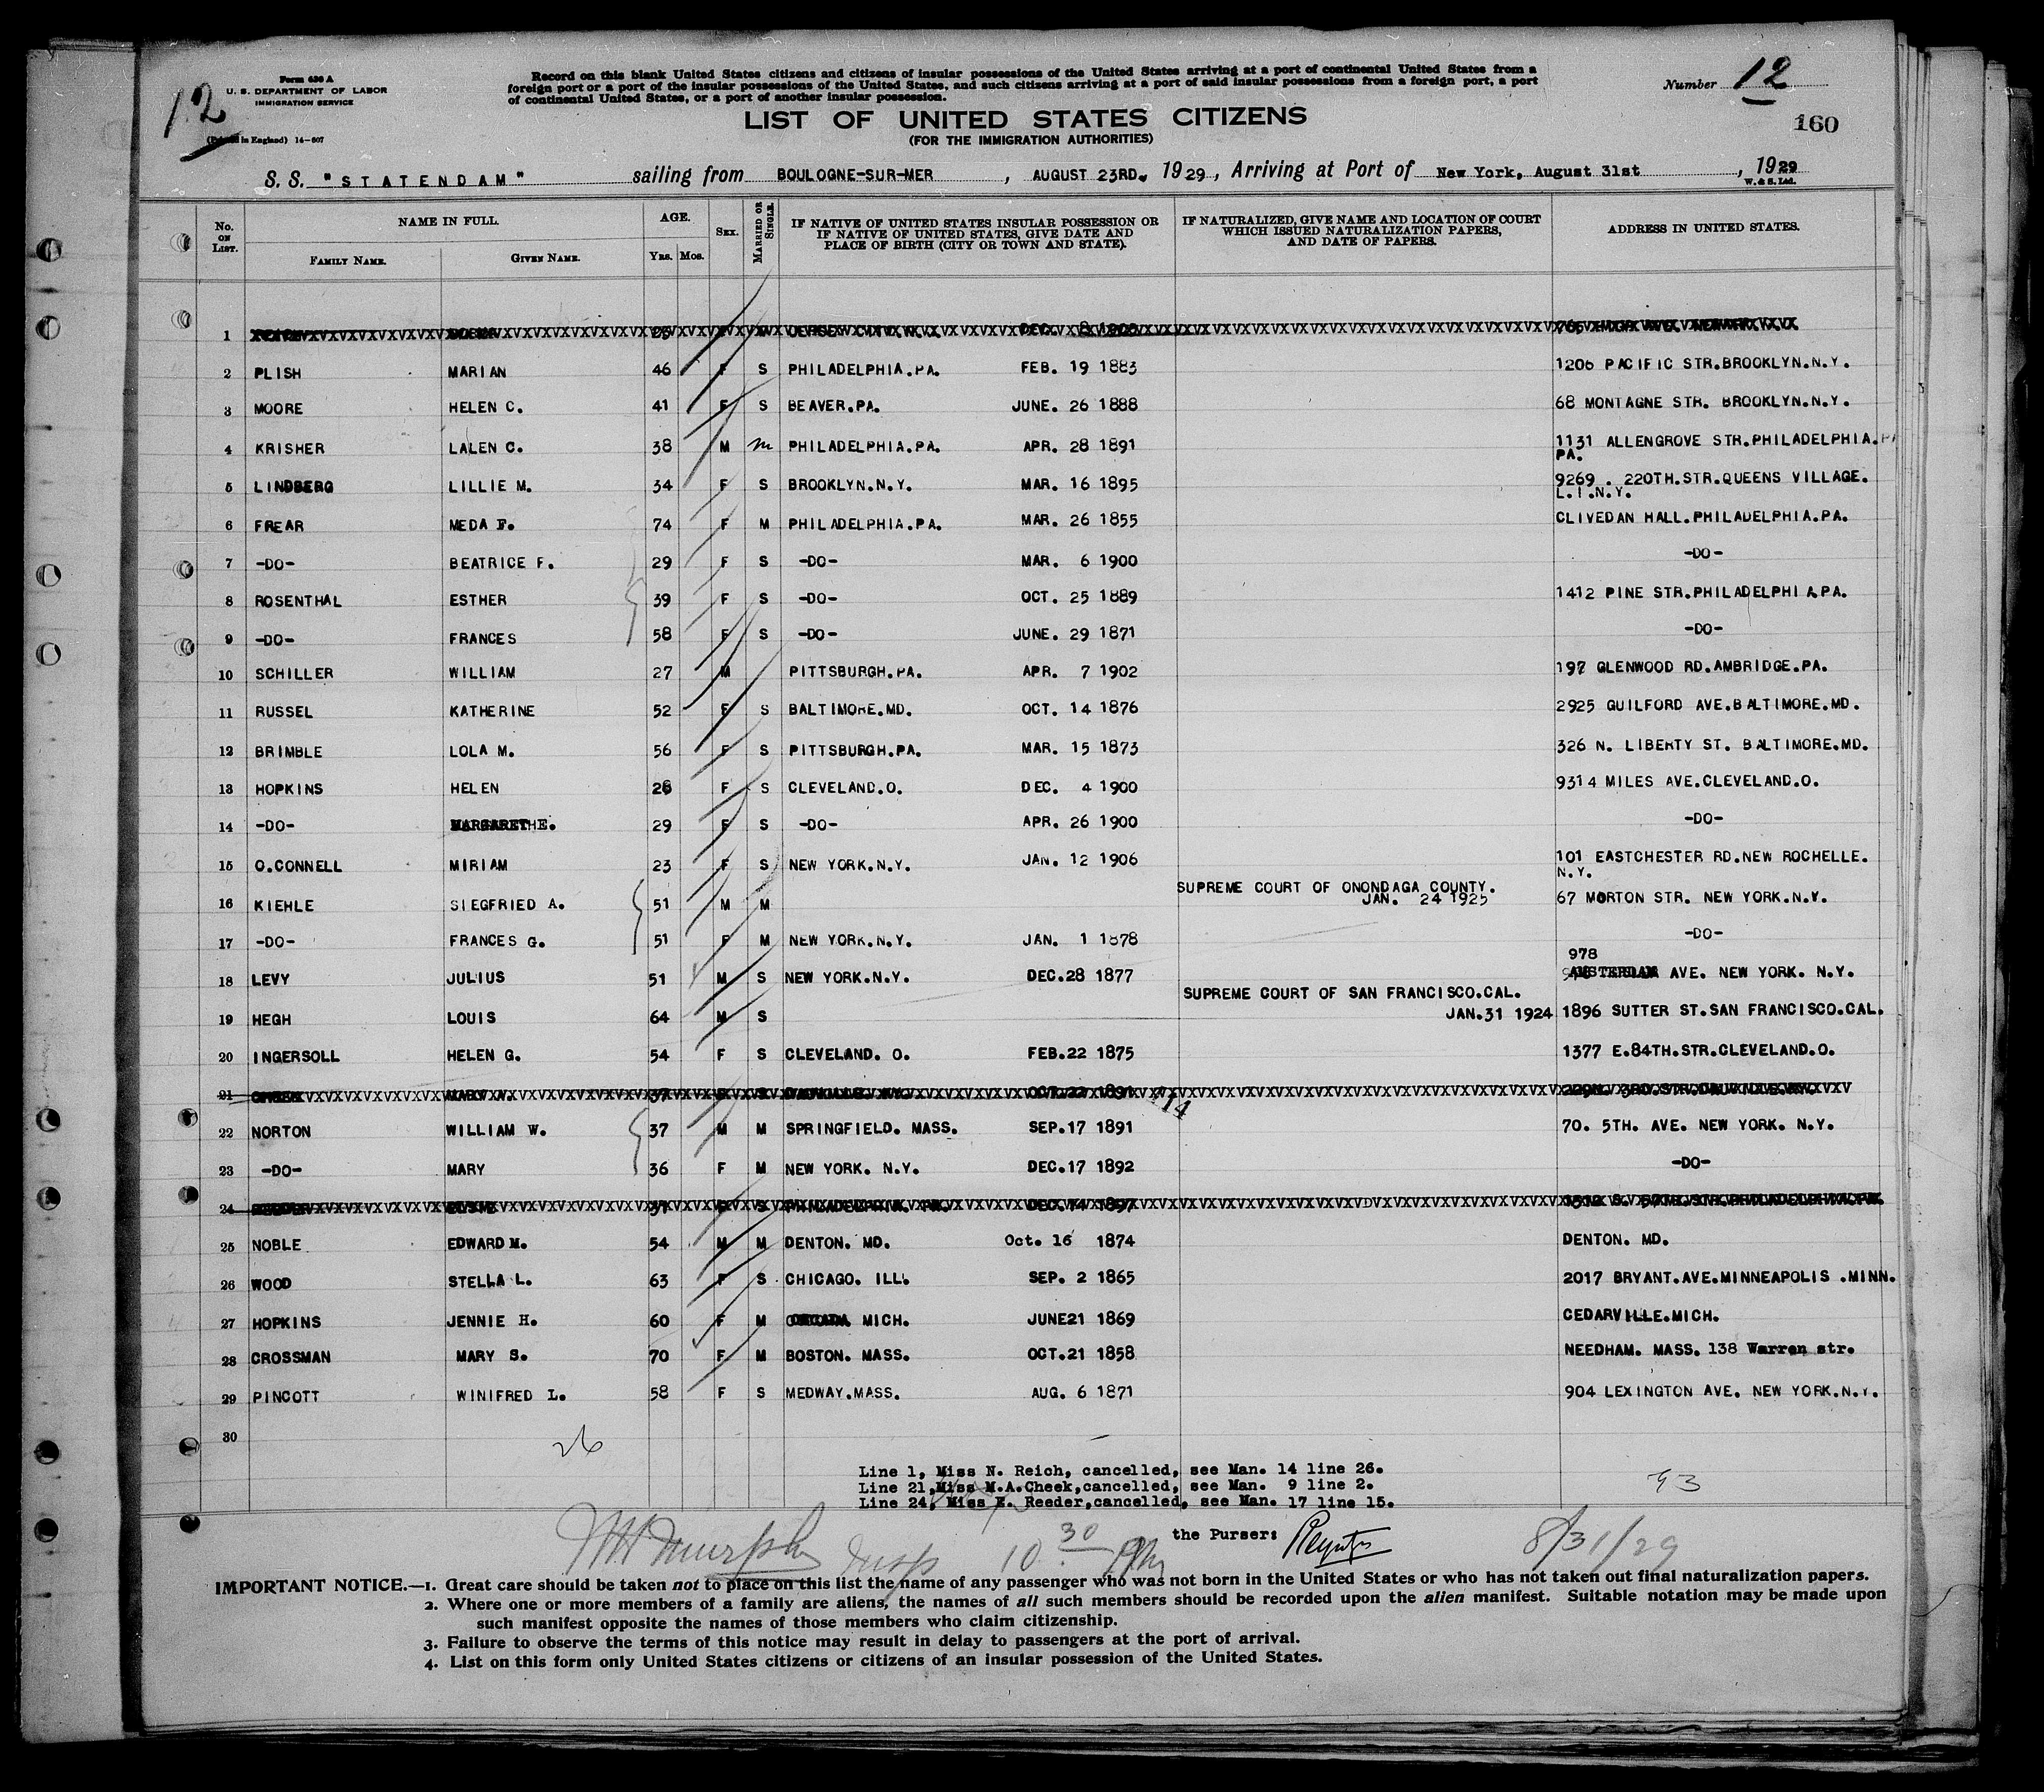 12
Form 630 A
U. S. DEPARTMENT OF LABOR
IMMIGRATION SERVICE
in England) 14-607
Record on this blank United States citizens and citizens of insular possessions of the United States arriving at a port of continental United States from a
foreign port or a port of the insular possessions of the United States, and such citizens arriving at a port of said insular possessions from a foreign port, a port
of continental United States, or a port of another insular possession.
Number 12
LIST OF UNITED STATES CITIZENS
(FOR THE IMMIGRATION AUTHORITIES)
160
S. S. "STATENDAM" sailing from BOULOGNE-SUR-MER , AUGUST 23RD. 1929, Arriving at Port of New York, August 31st , 1929
W. & S. Ltd.
No. ON LIST. NAME IN FULL. FAMILY NAME. GIVEN NAME. AGE. YRS. MOS. SEX. MARRIED OR SINGLE. IF NATIVE OF UNITED STATES INSULAR POSSESSION OR IF NATIVE OF UNITED STATES, GIVE DATE AND PLACE OF BIRTH (CITY OR TOWN AND STATE). IF NATURALIZED, GIVE NAME AND LOCATION OF COURT WHICH ISSUED NATURALIZATION PAPERS, AND DATE OF PAPERS. ADDRESS IN UNITED STATES.
1
2 PLISH MARIAN 46 F S PHILADELPHIA.PA. FEB. 19 1883 1206 PACIFIC STR.BROOKLYN.N.Y.
3 MOORE HELEN C. 41 F S BEAVER.PA. JUNE. 26 1888 68 MONTAGNE STR. BROOKLYN.N.Y.
4 KRISHER LALEN C. 38 M M PHILADELPHIA.PA. APR. 28 1891 1131 ALLENGROVE STR.PHILADELPHIA.PA
PA.
5 LINDBERG LILLIE M. 34 F S BROOKLYN.N.Y. MAR. 16 1895 9269 . 220TH.STR.QUEENS VILLAGE.
L.I.N.Y.
6 FREAR MEDA F. 74 F M PHILADELPHIA.PA. MAR. 26 1855 CLIVEDAN HALL.PHILADELPHIA.PA.
7 -DO- BEATRICE F. 29 F S -DO- MAR. 6 1900 -DO-
8 ROSENTHAL ESTHER 39 F S -DO- OCT. 25 1889 1412 PINE STR.PHILADELPHIA.PA.
9 -DO- FRANCES 58 F S -DO- JUNE. 29 1871 -DO-
10 SCHILLER WILLIAM 27 M PITTSBURGH.PA. APR. 7 1902 197 GLENWOOD RD.AMBRIDGE.PA.
11 RUSSEL KATHERINE 52 F S BALTIMORE.MD. OCT. 14 1876 2925 GUILFORD AVE.BALTIMORE.MD.
12 BRIMBLE LOLA M. 56 F S PITTSBURGH.PA. MAR. 15 1873 326 N. LIBERTY ST. BALTIMORE.MD.
13 HOPKINS HELEN 28 F S CLEVELAND.O. DEC. 4 1900 9314 MILES AVE.CLEVELAND.O.
14 -DO- 29 F S -DO- APR. 26 1900 -DO-
15 O.CONNELL MIRIAM 23 F S NEW YORK.N.Y. JAN. 12 1906 101 EASTCHESTER RD.NEW ROCHELLE.
N.Y.
SUPREME COURT OF ONONDAGA COUNTY.
16 KIEHLE SIEGFRIED A. 51 M M JAN. 24 1925 67 MORTON STR. NEW YORK.N.Y.
17 -DO- FRANCES G. 51 F M NEW YORK.N.Y. JAN. 1 1878 -DO-
978
18 LEVY JULIUS 51 M S NEW YORK.N.Y. DEC.28 1877 AMSTERDAM AVE. NEW YORK. N.Y.
SUPREME COURT OF SAN FRANCISCO.CAL.
19 HEGH LOUIS 64 M S JAN.31 1924 1896 SUTTER ST.SAN FRANCISCO.CAL.
20 INGERSOLL HELEN G. 54 F S CLEVELAND. O. FEB.22 1875 1377 E.84TH.STR.CLEVELAND.O.
21 CHEEK MARY A. 37 F S OCT.22 1891
22 NORTON WILLIAM W. 37 M M SPRINGFIELD. MASS. SEP.17 1891 70. 5TH. AVE. NEW YORK. N.Y.
23 -DO- MARY 36 F M NEW YORK. N.Y. DEC.17 1892 -DO-
24 PHILADELPHIA. PA. DEC.14 1897
25 NOBLE EDWARD M. 54 M M DENTON. MD. Oct. 16 1874 DENTON. MD.
26 WOOD STELLA L. 63 F S CHICAGO. ILL. SEP. 2 1865 2017 BRYANT.AVE.MINNEAPOLIS .MINN.
27 HOPKINS JENNIE H. 60 F M MICH. JUNE21 1869 CEDARVILLE.MICH.
28 CROSSMAN MARY S. 70 F M BOSTON. MASS. OCT.21 1858 NEEDHAM. MASS. 138 Warren str.
29 PINCOTT WINIFRED L. 58 F S MEDWAY.MASS. AUG. 6 1871 904 LEXINGTON AVE. NEW YORK.N.Y.
30
26
Line 1, Miss N. Reich, cancelled, see Man. 14 line 26.
Line 21,Miss M.A.Cheek,cancelled, see Man. 9 line 2.
Line 24, Miss E. Reeder,cancelled, see Man. 17 line 15.
93
the Purser:
Murphy Insp 10 30 8/31/29
IMPORTANT NOTICE.—1. Great care should be taken not to place on this list the name of any passenger who was not born in the United States or who has not taken out final naturalization papers.
2. Where one or more members of a family are aliens, the names of all such members should be recorded upon the alien manifest. Suitable notation may be made upon
such manifest opposite the names of those members who claim citizenship.
3. Failure to observe the terms of this notice may result in delay to passengers at the port of arrival.
4. List on this form only United States citizens or citizens of an insular possession of the United States.